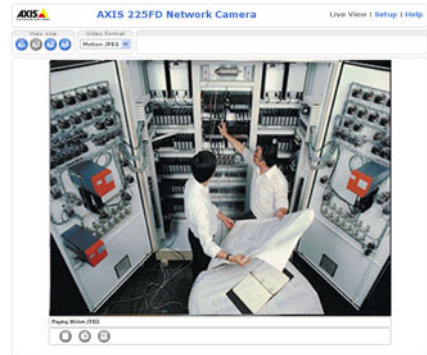 AXIS
AXIS 225FD Network Camera
Live View | Setup | Help
View size
Video format
Motion JPEG
Playing Motion JPEG